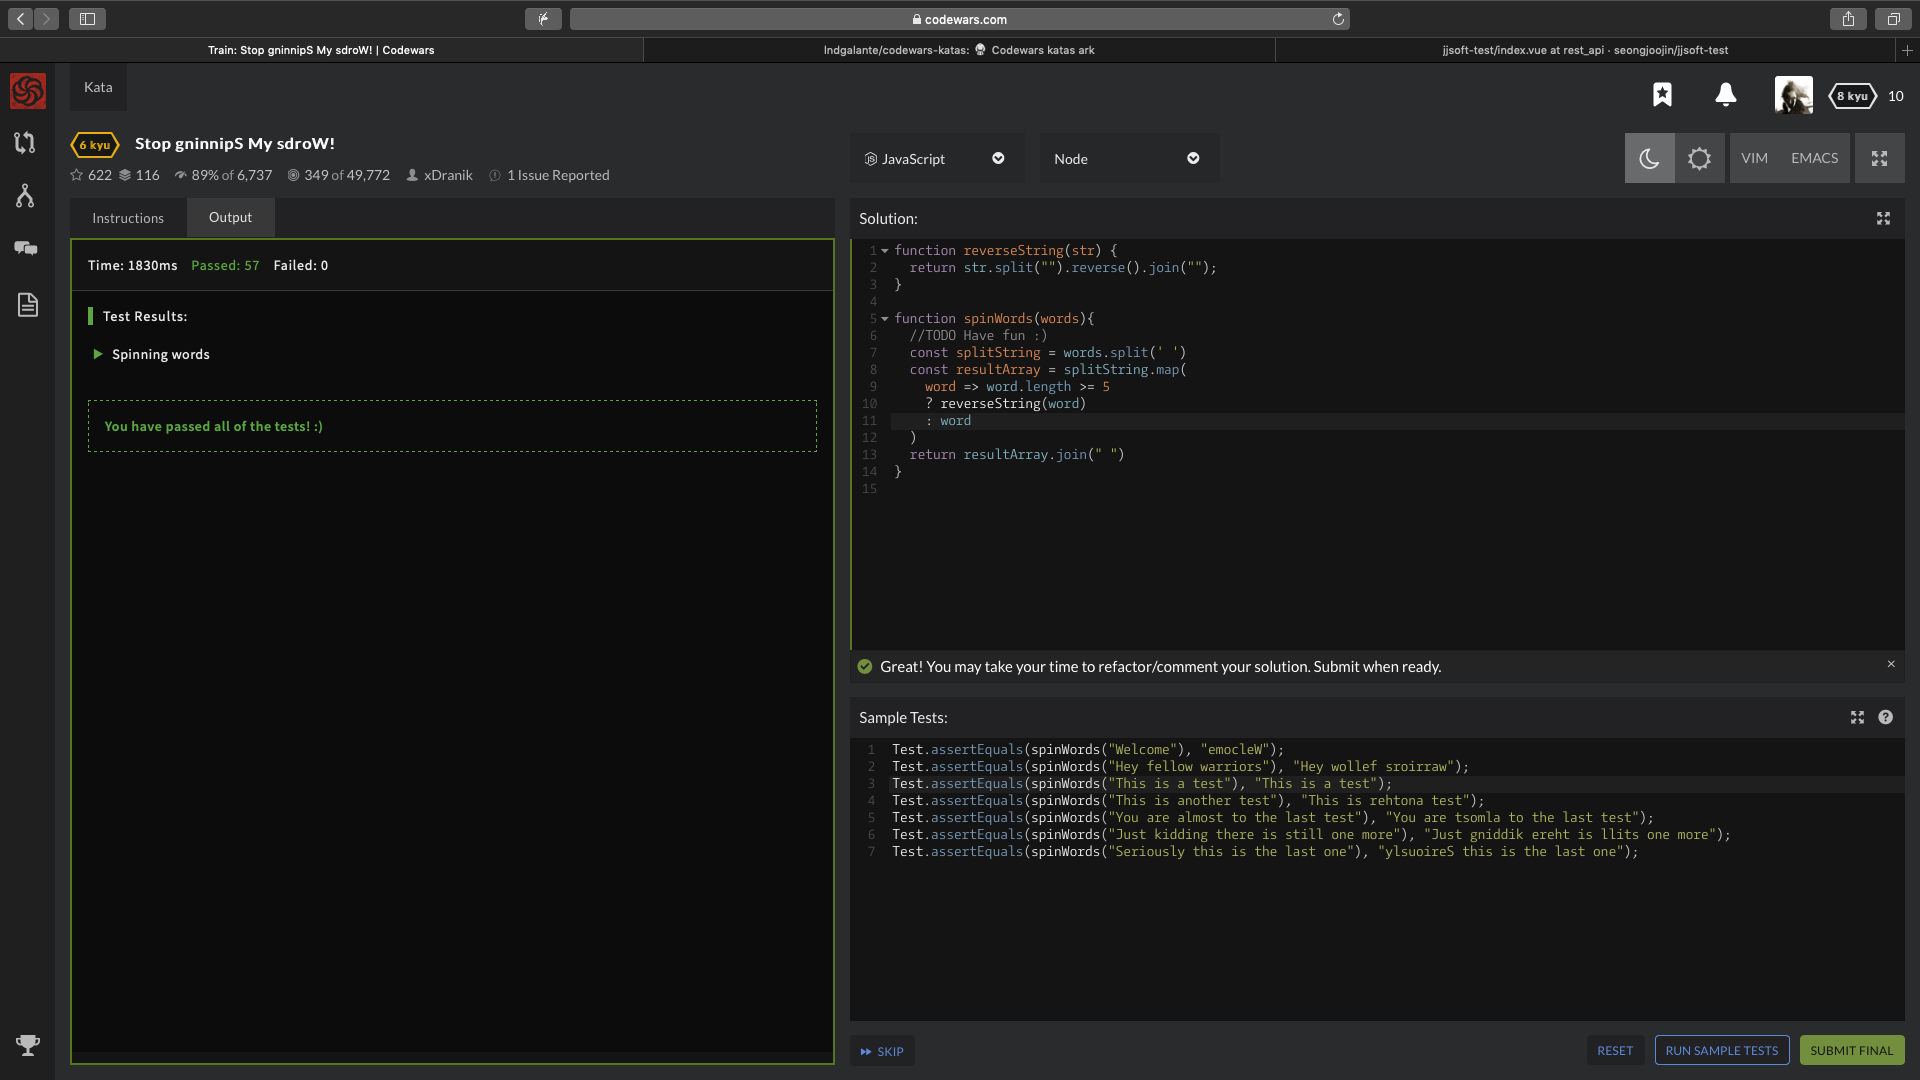 codewars.com
Train: Stop gninnipS My sdroW! | Codewars
lndgalante/codewars-katas: Codewars katas ark
jjsoft-test/index.vue at rest_api · seongjoojin/jjsoft-test
Kata
8 kyu 10
6 kyu Stop gninnipS My sdroW!
622 116 89% of 6,737 349 of 49,772 xDranik 1 Issue Reported
JavaScript
Node
VIM EMACS
Instructions
Output
Time: 1830ms Passed: 57 Failed: 0
Test Results:
Spinning words
You have passed all of the tests! :)
Solution:
1 function reverseString(str) {
2 return str.split("").reverse().join("");
3 }
4
5 function spinWords(words){
6 //TODO Have fun :)
7 const splitString = words.split(' ')
8 const resultArray = splitString.map(
9 word => word.length >= 5
10 ? reverseString(word)
11 : word
12 )
13 return resultArray.join(" ")
14 }
15
Great! You may take your time to refactor/comment your solution. Submit when ready.
Sample Tests:
1 Test.assertEquals(spinWords("Welcome"), "emocleW");
2 Test.assertEquals(spinWords("Hey fellow warriors"), "Hey wollef sroirraw");
3 Test.assertEquals(spinWords("This is a test"), "This is a test");
4 Test.assertEquals(spinWords("This is another test"), "This is rehtona test");
5 Test.assertEquals(spinWords("You are almost to the last test"), "You are tsomla to the last test");
6 Test.assertEquals(spinWords("Just kidding there is still one more"), "Just gniddik ereht is llits one more");
7 Test.assertEquals(spinWords("Seriously this is the last one"), "ylsuoireS this is the last one");
SKIP
RESET
RUN SAMPLE TESTS
SUBMIT FINAL